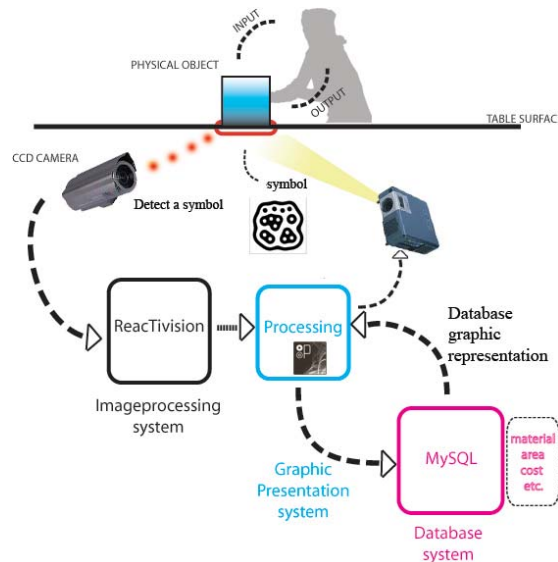 INPUT
PHYSICAL OBJECT
OUTPUT
TABLE SURFAC
CCD CAMERA
Detect a symbol
symbol
ReacTivision
Processing
Database
graphic
representation
Imageprocessing
system
MySQL
material
area
cost
etc.
Graphic
Presentation
system
Database
system